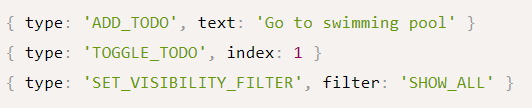 { type: 'ADD_TODO', text: 'Go to swimming pool' }
{ type: 'TOGGLE_TODO', index: 1 }
{ type: 'SET_VISIBILITY_FILTER', filter: 'SHOW_ALL' }